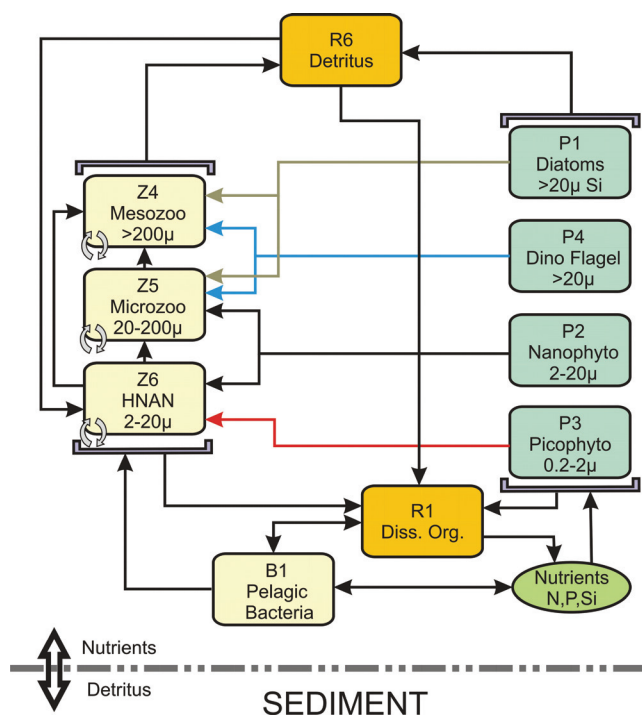 R6
Detritus
P1
Diatoms
>20µ Si
Z4
Mesozoo
>200µ
P4
Dino Flagel
>20µ
Z5
Microzoo
20-200µ
P2
Nanophyto
2-20µ
Z6
HNAN
2-20µ
P3
Picophyto
0.2-2µ
R1
Diss. Org.
B1
Pelagic
Bacteria
Nutrients
N,P,Si
Nutrients
Detritus
SEDIMENT